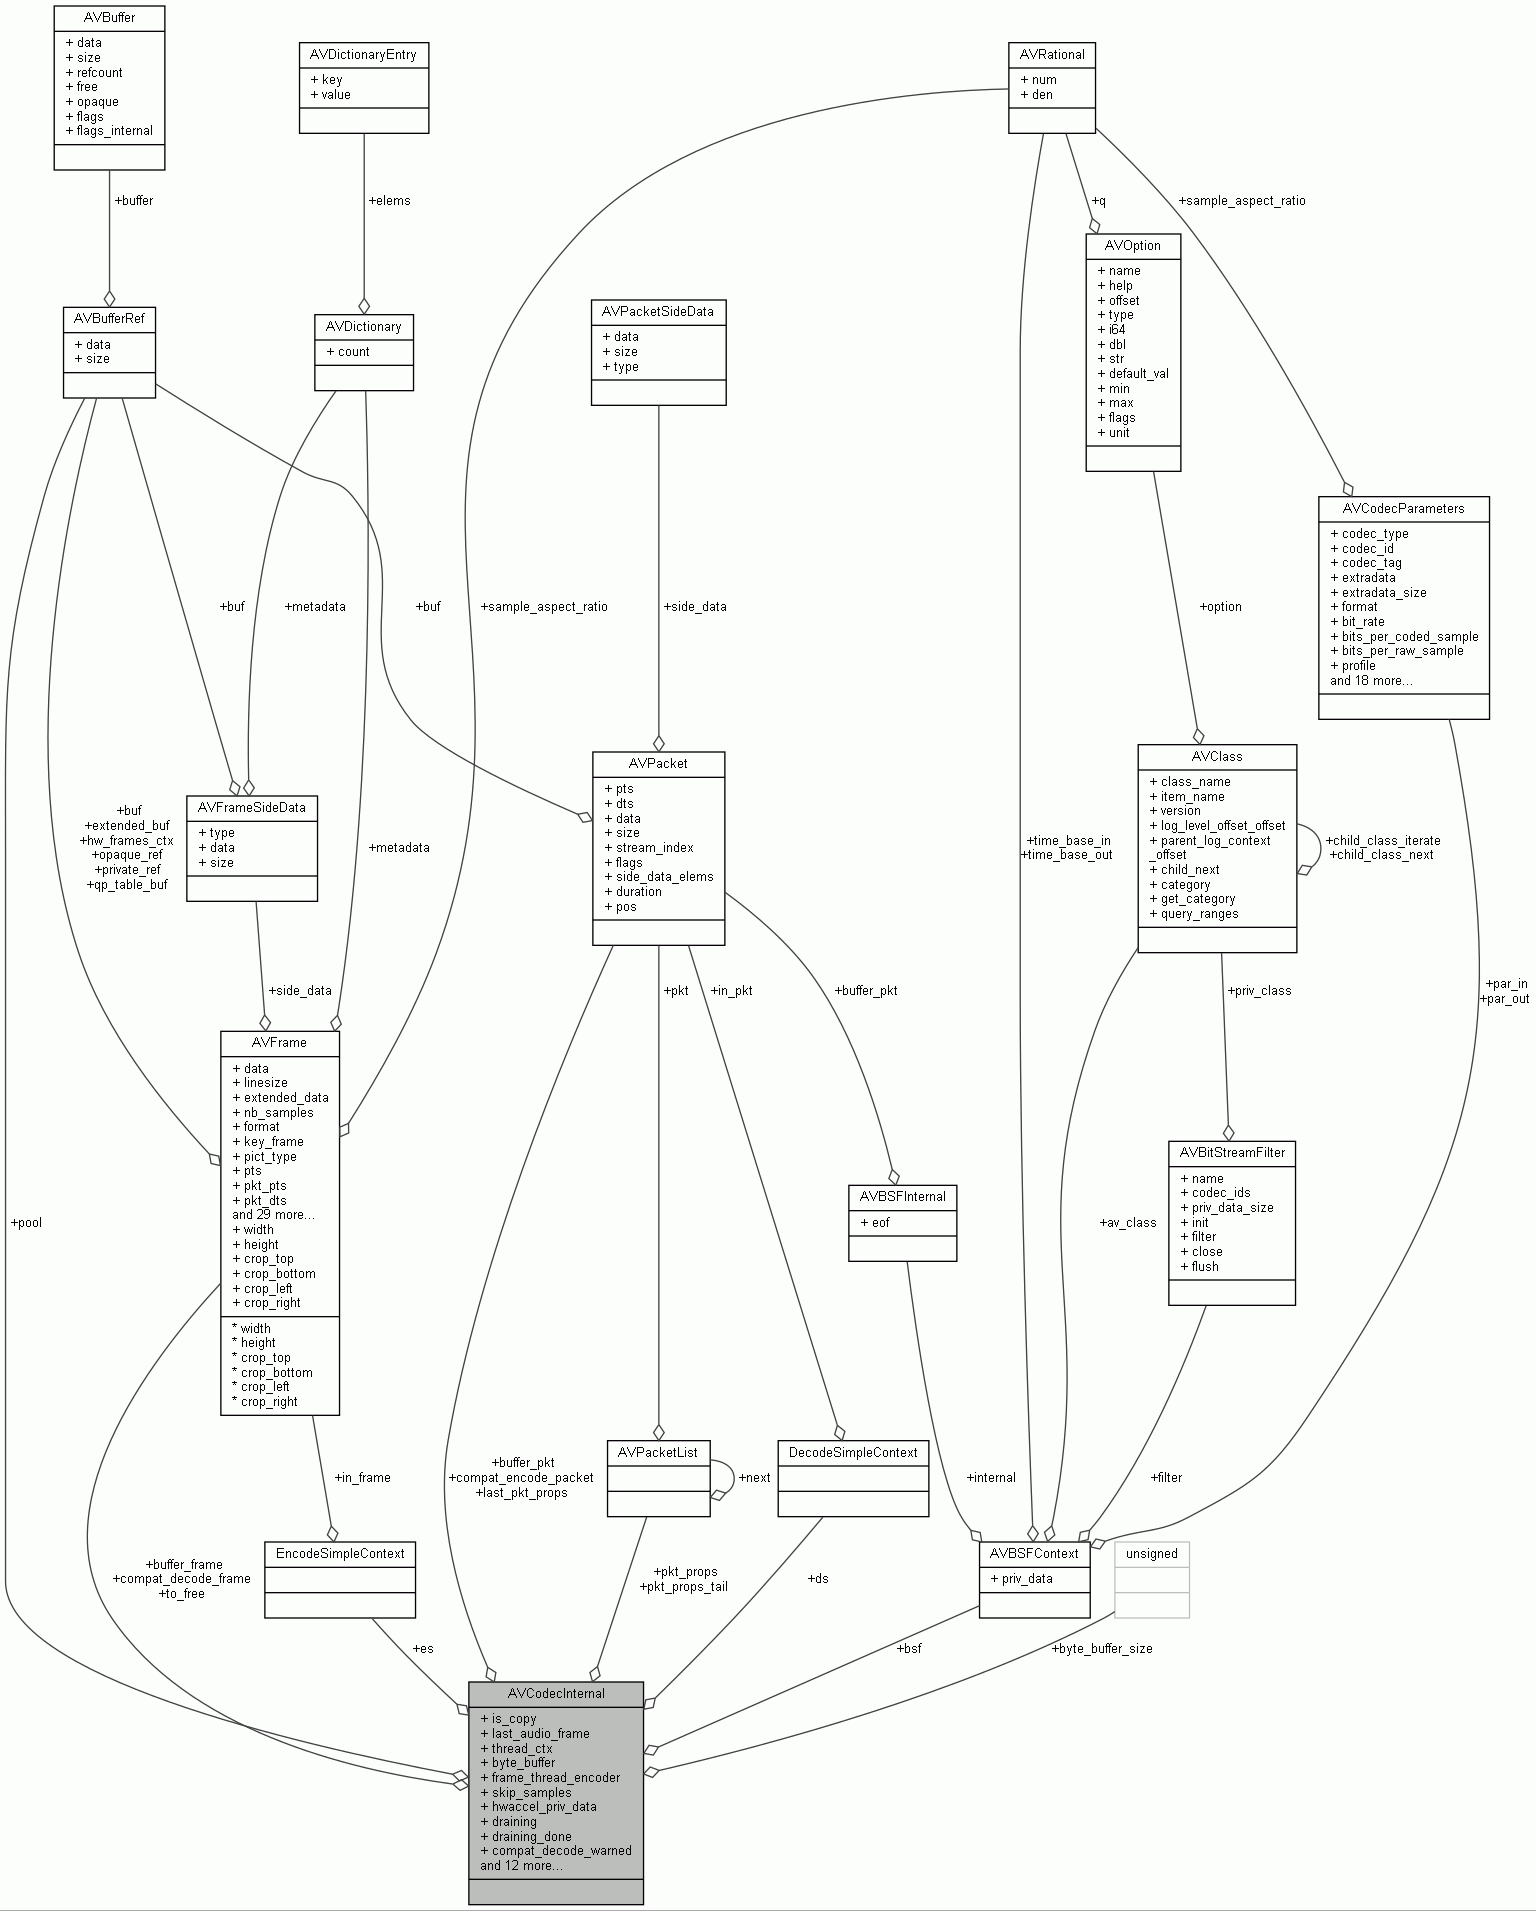 AVBuffer
+ data
+ size
+ refcount
+ free
+ opaque
+ flags
+ flags_internal
AVDictionaryEntry
+ key
+ value
AVRational
+ num
+ den
+buffer
+elems
+q
+sample_aspect_ratio
AVOption
+ name
+ help
+ offset
+ type
+ i64
+ dbl
+ str
+ default_val
+ min
+ max
+ flags
+ unit
AVBufferRef
+ data
+ size
AVDictionary
+ count
AVPacketSideData
+ data
+ size
+ type
AVCodecParameters
+ codec_type
+ codec_id
+ codec_tag
+ extradata
+ extradata_size
+ format
+ bit_rate
+ bits_per_coded_sample
+ bits_per_raw_sample
+ profile
and 18 more...
+buf
+metadata
+buf
+sample_aspect_ratio
+side_data
+option
AVPacket
+ pts
+ dts
+ data
+ size
+ stream_index
+ flags
+ side_data_elems
+ duration
+ pos
AVClass
+ class_name
+ item_name
+ version
+ log_level_offset_offset
+ parent_log_context
_offset
+ child_next
+ category
+ get_category
+ query_ranges
+child_class_iterate
+child_class_next
AVFrameSideData
+ type
+ data
+ size
+buf
+extended_buf
+hw_frames_ctx
+opaque_ref
+private_ref
+qp_table_buf
+metadata
+time_base_in
+time_base_out
+side_data
+pkt
+in_pkt
+buffer_pkt
+priv_class
+par_in
+par_out
AVFrame
+ data
+ linesize
+ extended_data
+ nb_samples
+ format
+ key_frame
+ pict_type
+ pts
+ pkt_pts
+ pkt_dts
and 29 more...
+ width
+ height
+ crop_top
+ crop_bottom
+ crop_left
+ crop_right
* width
* height
* crop_top
* crop_bottom
* crop_left
* crop_right
AVBitStreamFilter
+ name
+ codec_ids
+ priv_data_size
+ init
+ filter
+ close
+ flush
AVBSFInternal
+ eof
+pool
+av_class
AVPacketList
DecodeSimpleContext
+buffer_pkt
+compat_encode_packet
+last_pkt_props
+next
+in_frame
+internal
+filter
EncodeSimpleContext
AVBSFContext
+ priv_data
unsigned
+buffer_frame
+compat_decode_frame
+to_free
+pkt_props
+pkt_props_tail
+ds
+es
+bsf
+byte_buffer_size
AVCodecInternal
+ is_copy
+ last_audio_frame
+ thread_ctx
+ byte_buffer
+ frame_thread_encoder
+ skip_samples
+ hwaccel_priv_data
+ draining
+ draining_done
+ compat_decode_warned
and 12 more...